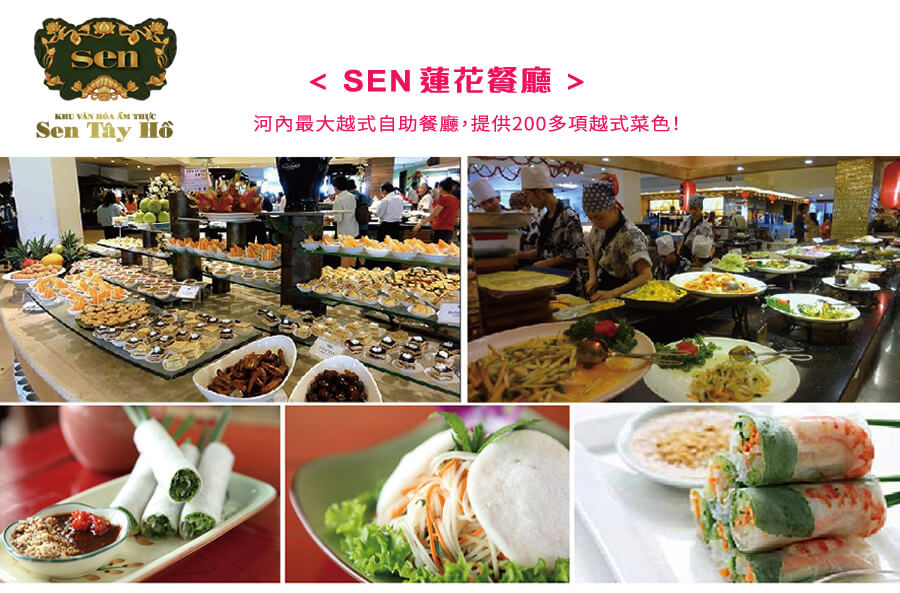 sen
KHU VĂN HÓA ẨM THỰC
Sen Tây Hồ
< SEN 蓮花餐廳 >
河內最大越式自助餐廳，提供200多項越式菜色！